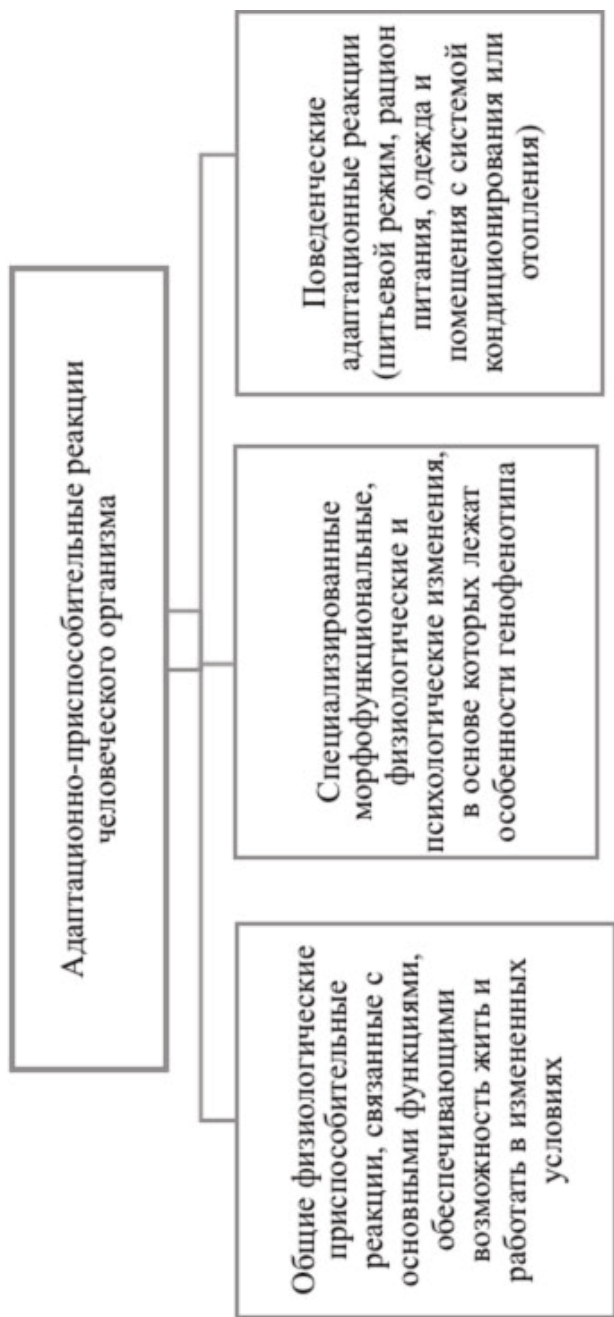 Адаптационно-приспособительные реакции
человеческого организма
Общие физиологические
приспособительные
реакции, связанные с
основными функциями,
обеспечивающими
возможность жить и
работать в измененных
условиях
Специализированные
морфофункциональные,
физиологические и
психологические изменения,
в основе которых лежат
особенности генофенотипа
Поведенческие
адаптационные реакции
(питьевой режим, рацион
питания, одежда и
помещения с системой
кондиционирования или
отопления)